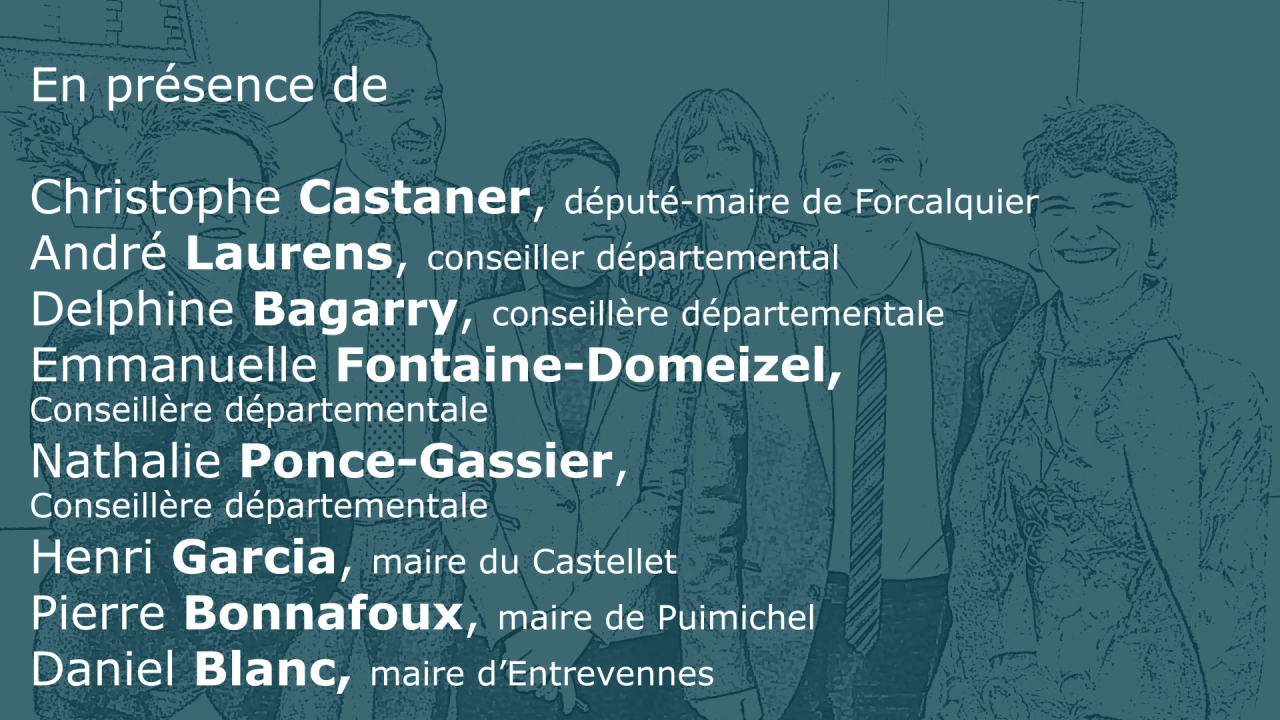 En présence de
Christophe Castaner, député-maire de Forcalquier
André Laurens, conseiller départemental
Delphine Bagarry, conseillère départementale
Emmanuelle Fontaine-Domeizel,
Conseillère départementale
Nathalie Ponce-Gassier,
Conseillère départementale
Henri Garcia, maire du Castellet
Pierre Bonnafoux, maire de Puimichel
Daniel Blanc, maire d’Entrevennes